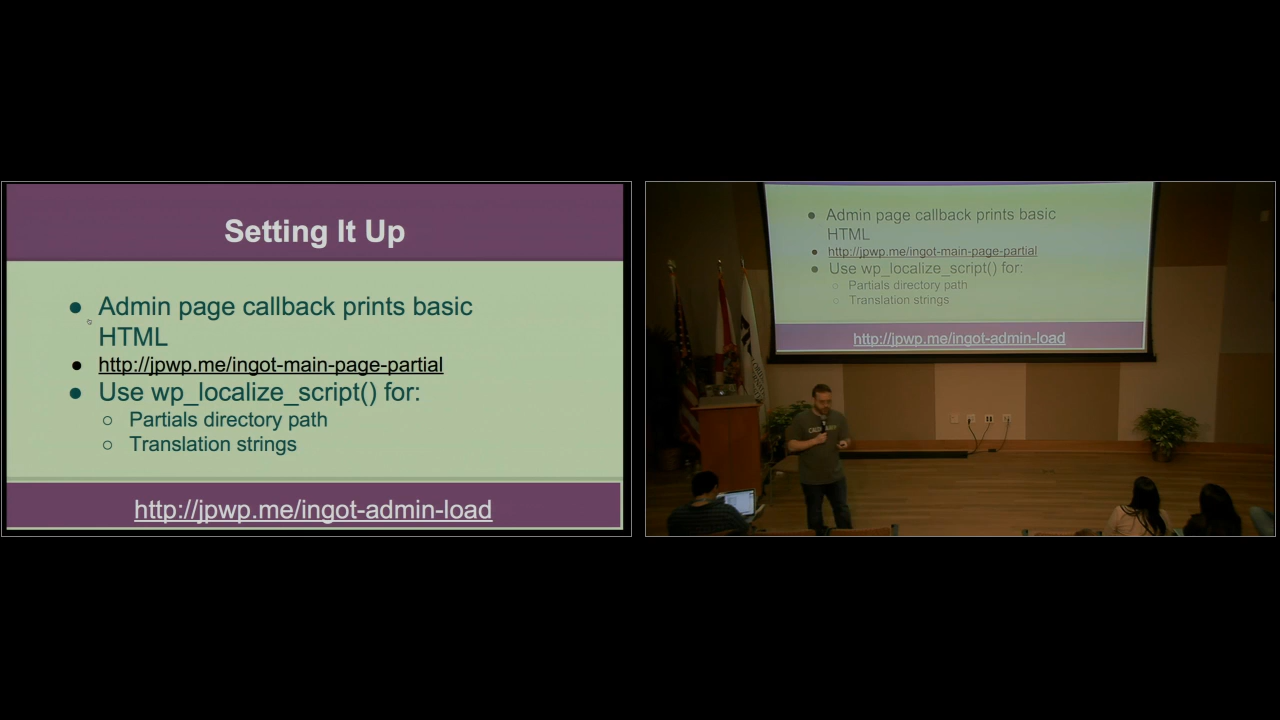 Setting It Up
● Admin page callback prints basic
HTML
● http://jpwp.me/ingot-main-page-partial
● Use wp_localize_script() for:
○ Partials directory path
○ Translation strings
http://jpwp.me/ingot-admin-load
● Admin page callback prints basic
HTML
● http://jpwp.me/ingot-main-page-partial
● Use wp_localize_script() for:
○ Partials directory path
○ Translation strings
http://jpwp.me/ingot-admin-load